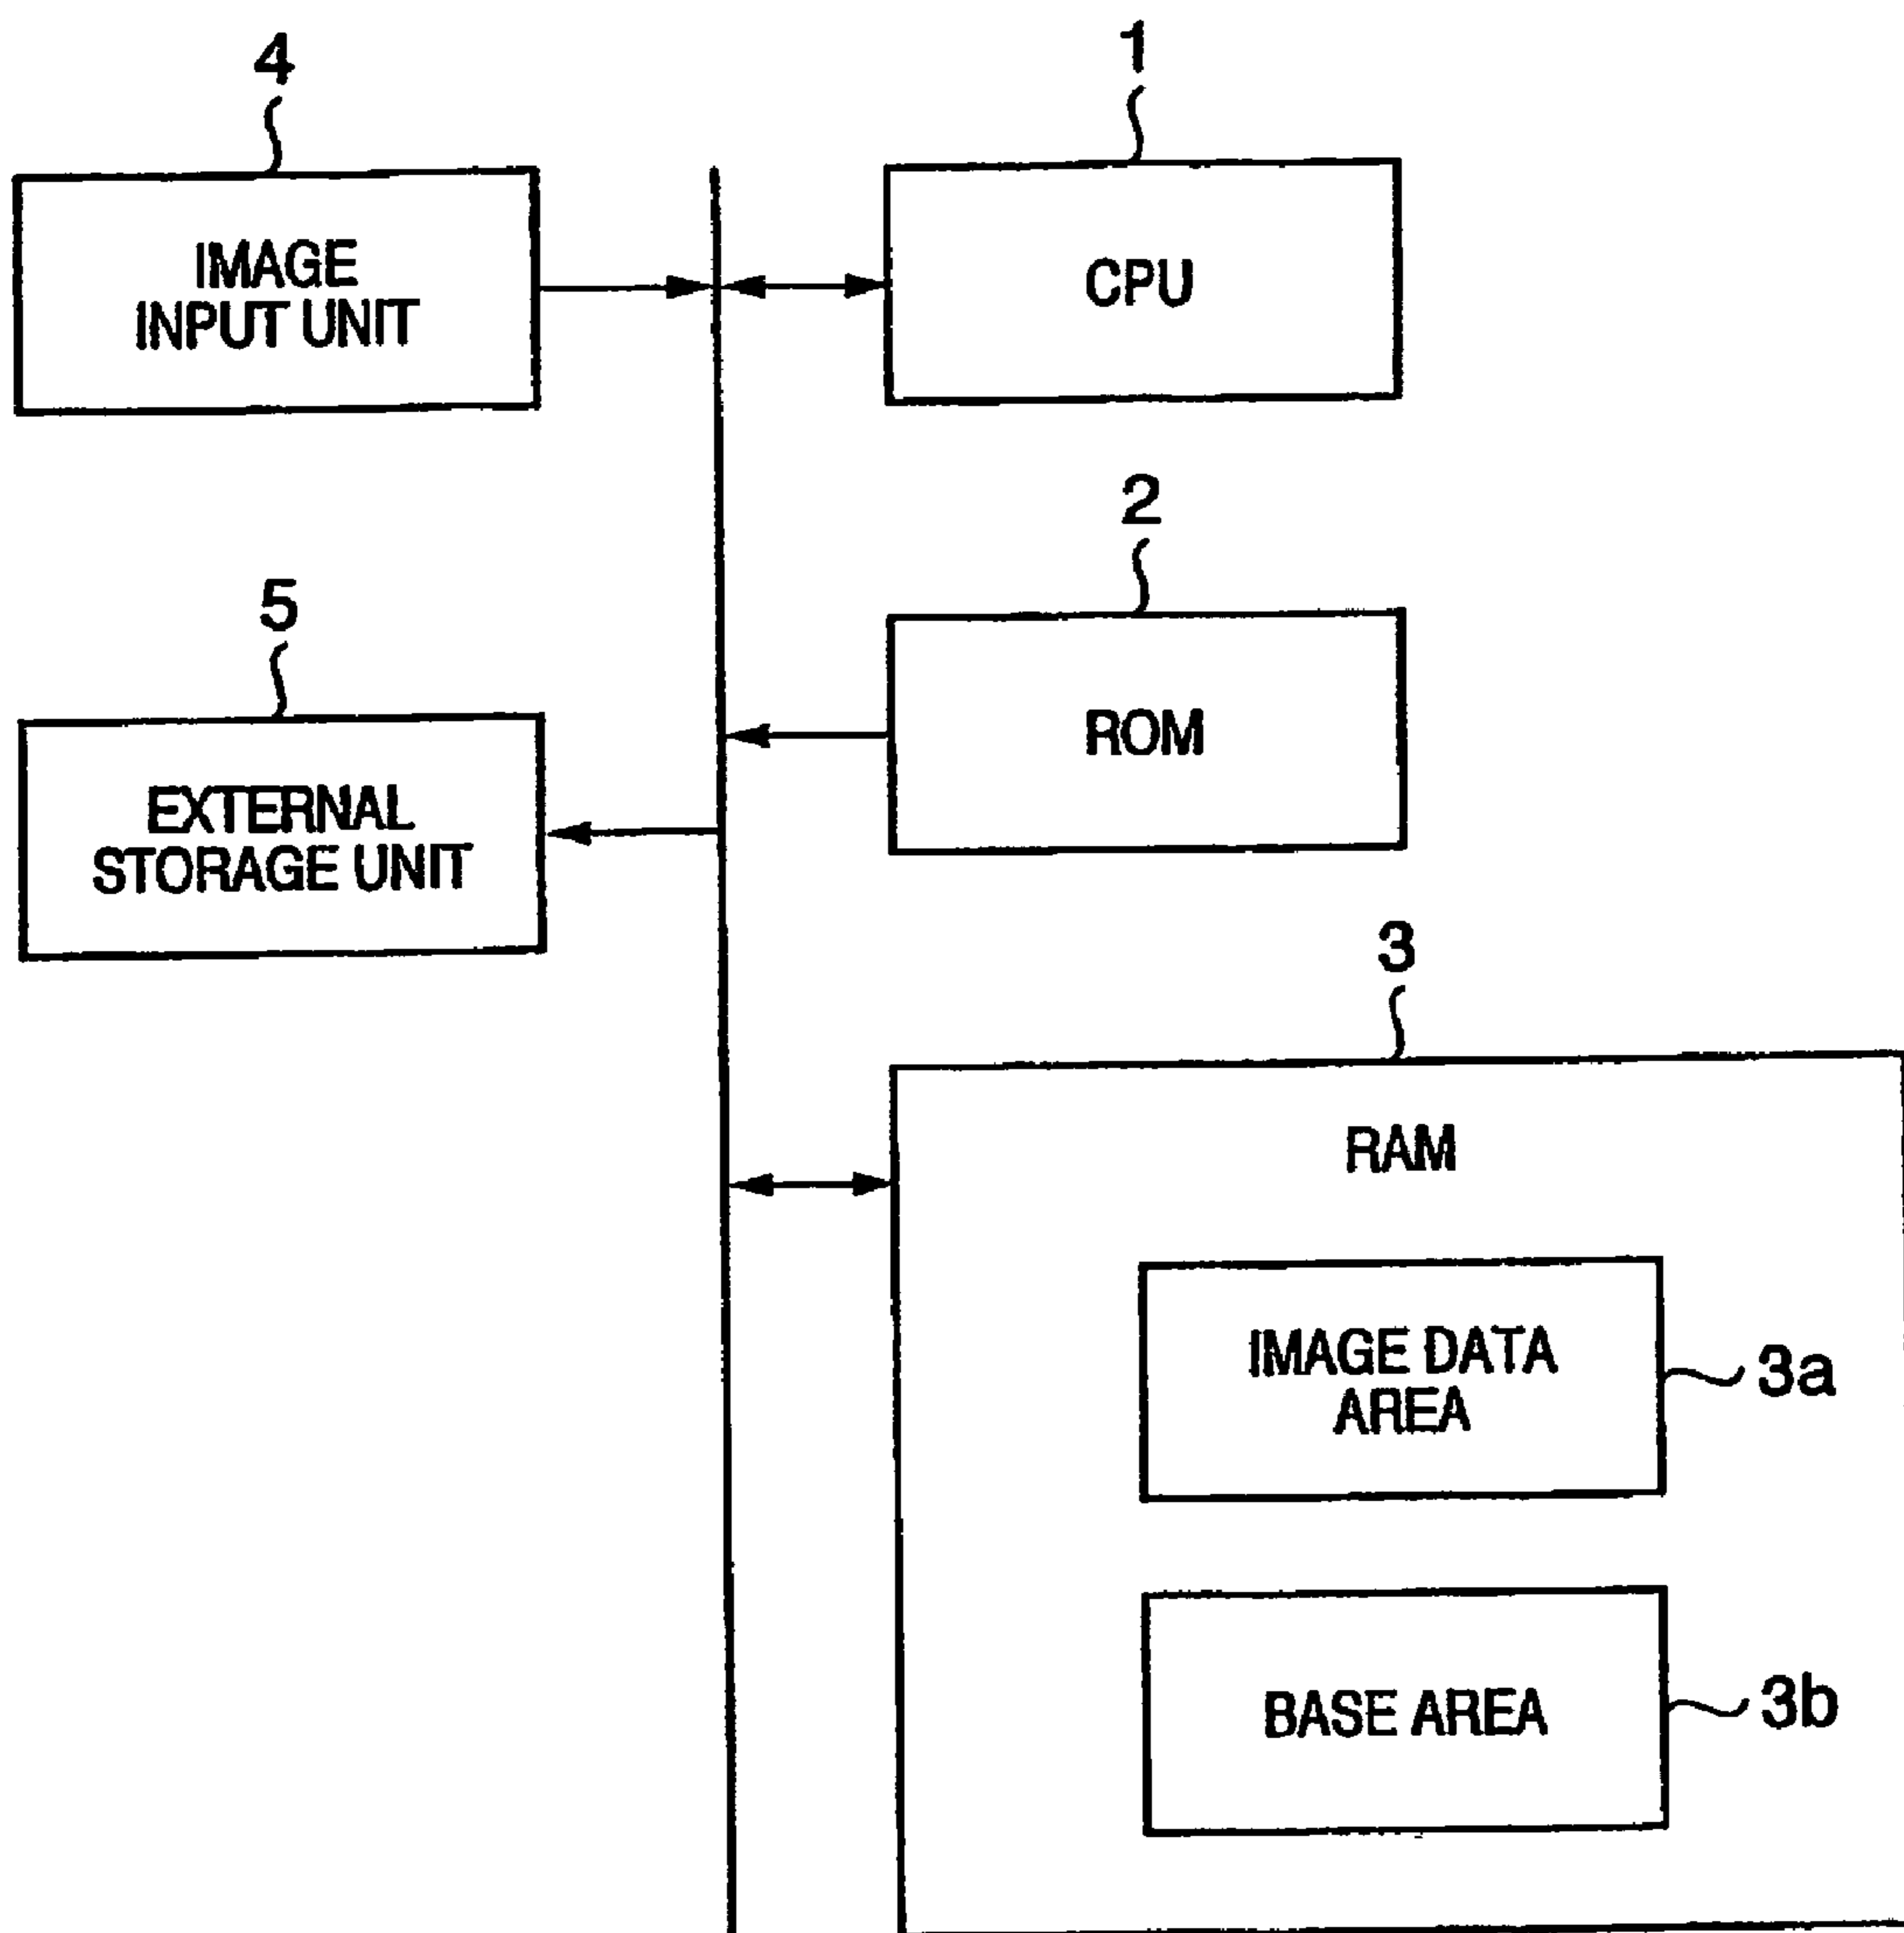 4
IMAGE
INPUT UNIT
1
CPU
2
ROM
5
EXTERNAL
STORAGE UNIT
3
RAM
IMAGE DATA
AREA
3a
BASE AREA
3b